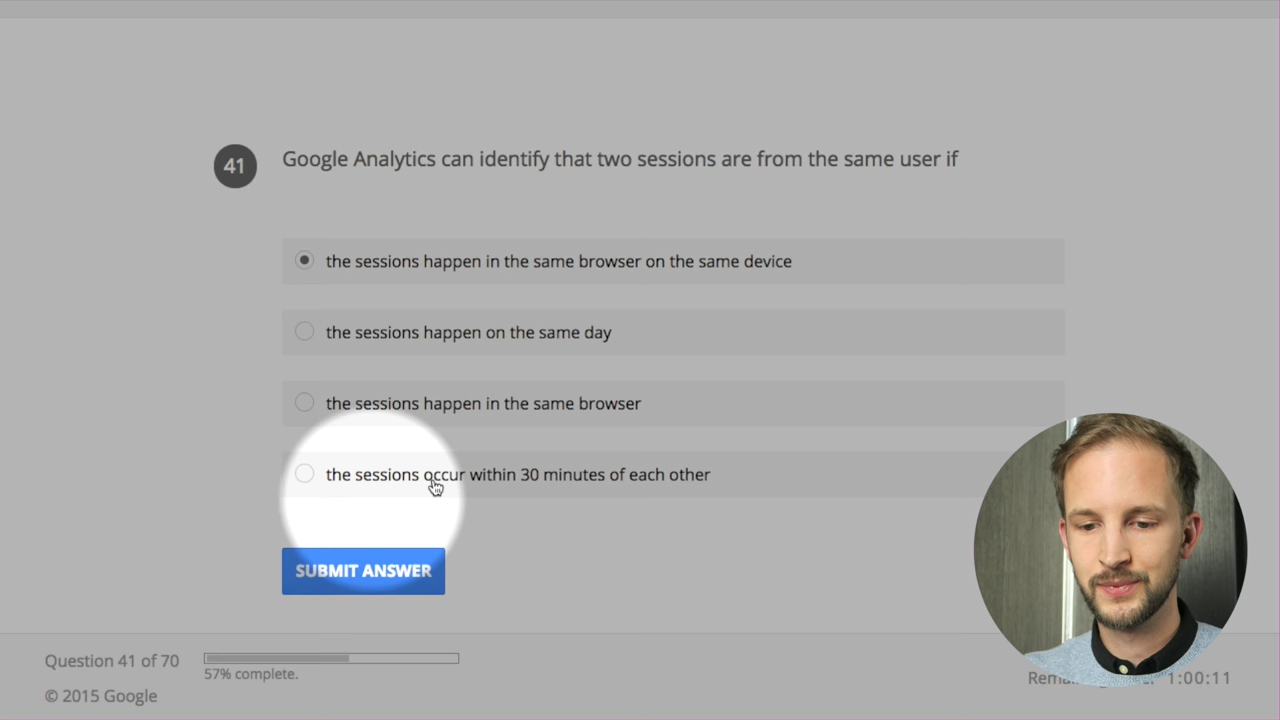 41
Google Analytics can identify that two sessions are from the same user if
the sessions happen in the same browser on the same device
the sessions happen on the same day
the sessions happen in the same browser
the sessions occur within 30 minutes of each other
SUBMIT ANSWER
Question 41 of 70
57% complete.
© 2015 Google
1:00:11